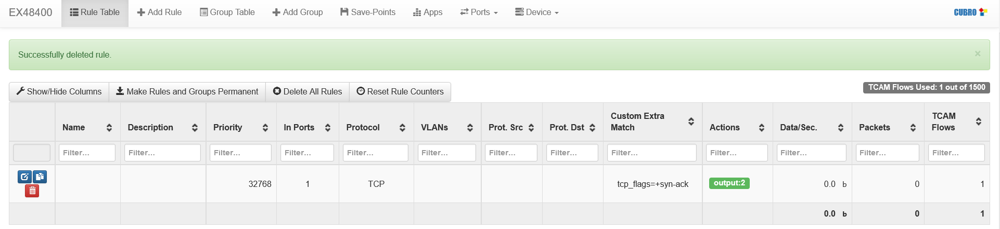 EX48400 Rule Table Add Rule Group Table Add Group Save-Points Apps Ports Device CUBRO
Successfully deleted rule. ×
Show/Hide Columns Make Rules and Groups Permanent Delete All Rules Reset Rule Counters TCAM Flows Used: 1 out of 1500
Name Description Priority In Ports Protocol VLANs Prot. Src Prot. Dst Custom Extra Match Actions Data/Sec. Packets TCAM Flows
Filter... Filter... Filter... Filter... Filter... Filter... Filter... Filter... Filter... Filter... Filter... Filter... Filter...
32768 1 TCP tcp_flags=+syn-ack output:2 0.0 b 0 1
0.0 b 0 1